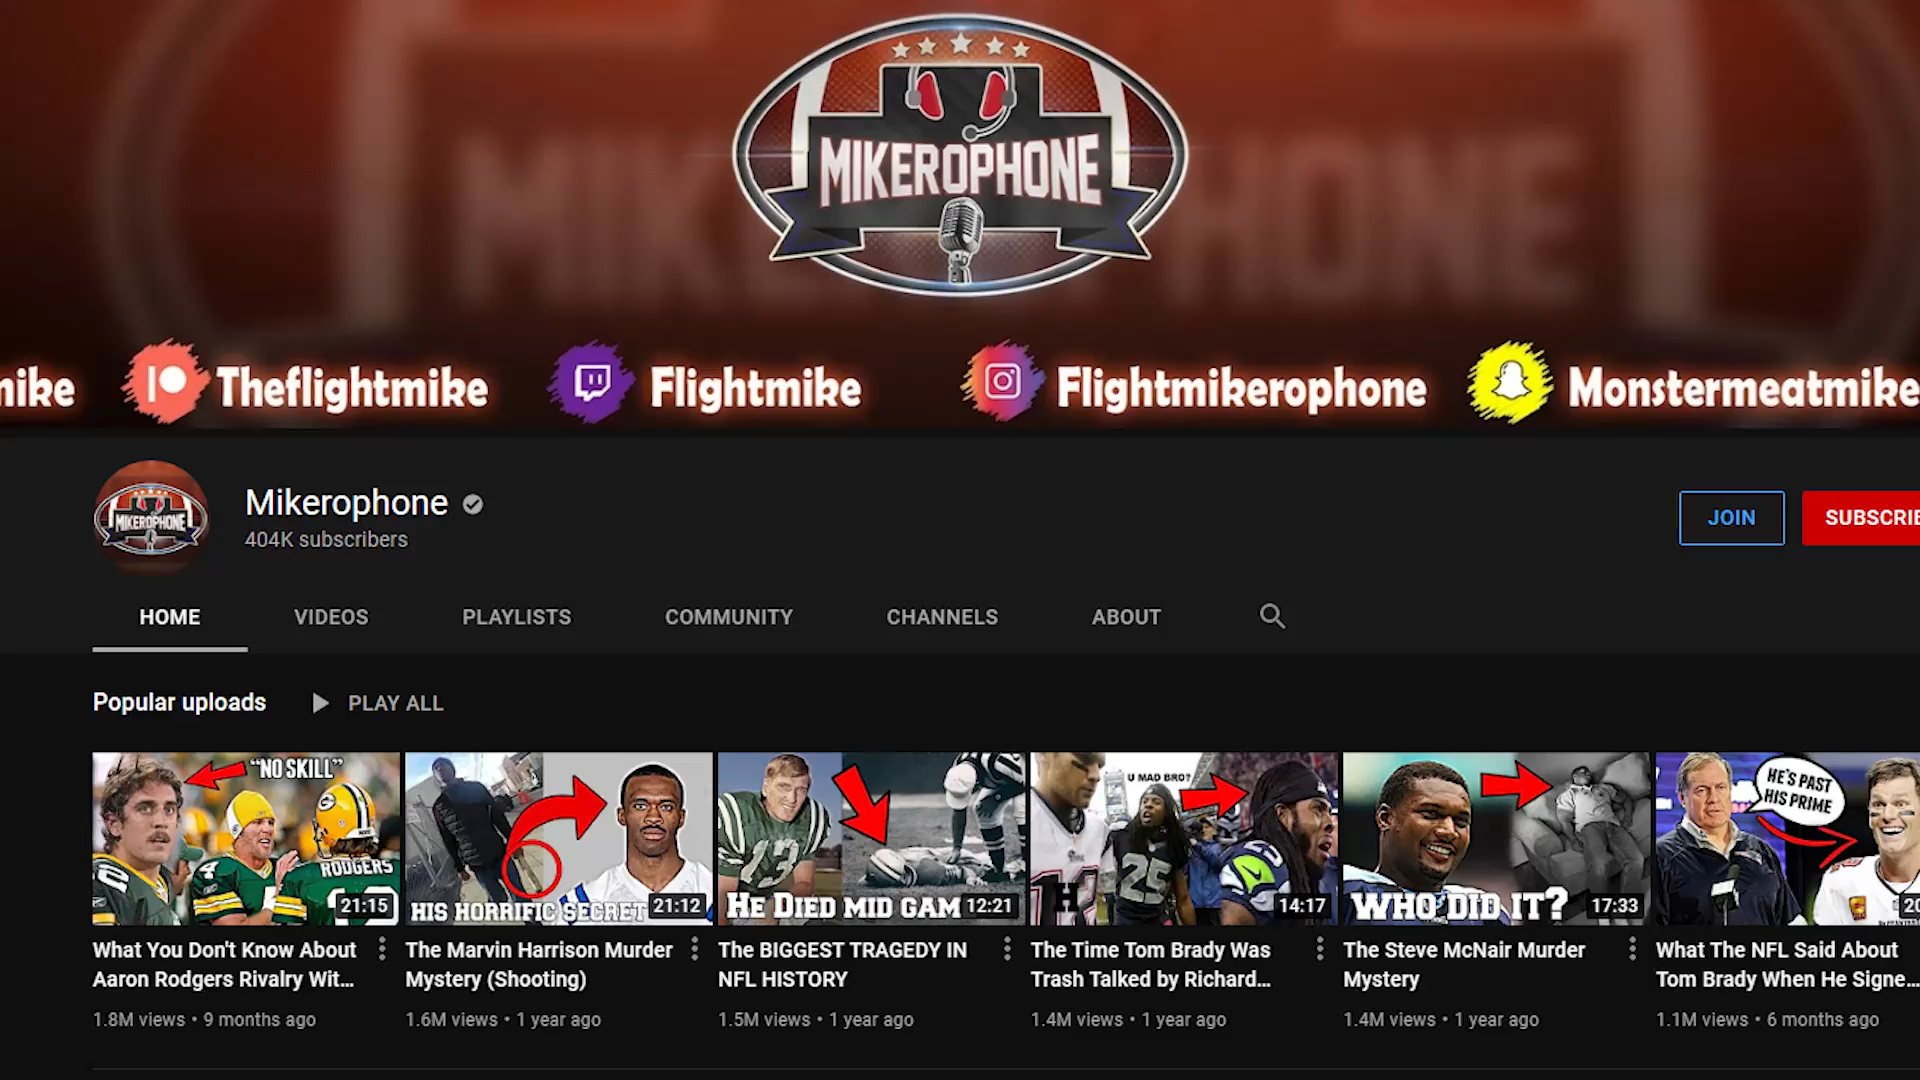 MIKEROPHONE
mike
Theflightmike
Flightmike
Flightmikerophone
Monstermeatmike
MIKEROPHONE
Mikerophone
404K subscribers
JOIN
SUBSCRIBE
HOME
VIDEOS
PLAYLISTS
COMMUNITY
CHANNELS
ABOUT
Popular uploads
PLAY ALL
"NO SKILL"
RODGERS
21:15
HIS HORRIFIC SECRET
21:12
13
HE DIED MID GAM
12:21
U MAD BRO?
25
14:17
WHO DID IT?
17:33
HE'S PAST
HIS PRIME
20
What You Don't Know About
Aaron Rodgers Rivalry Wit...
1.8M views • 9 months ago
The Marvin Harrison Murder
Mystery (Shooting)
1.6M views • 1 year ago
The BIGGEST TRAGEDY IN
NFL HISTORY
1.5M views • 1 year ago
The Time Tom Brady Was
Trash Talked by Richard...
1.4M views • 1 year ago
The Steve McNair Murder
Mystery
1.4M views • 1 year ago
What The NFL Said About
Tom Brady When He Signe...
1.1M views • 6 months ago